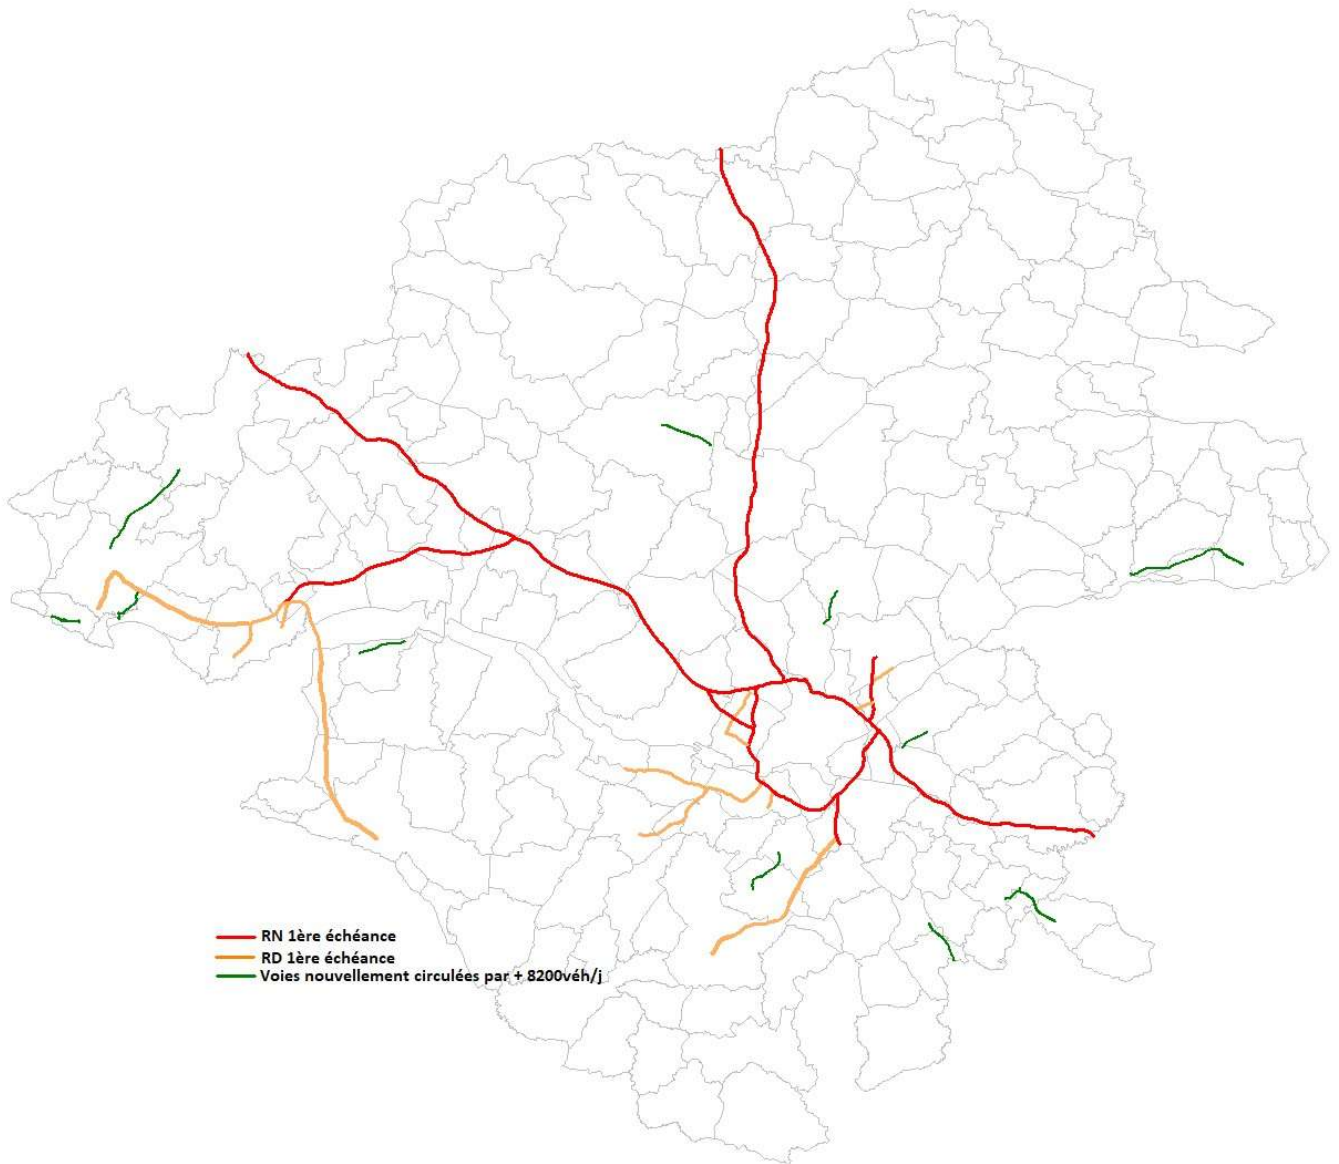 RN 1ère échéance
RD 1ère échéance
Voies nouvellement circulées par + 8200véh/j